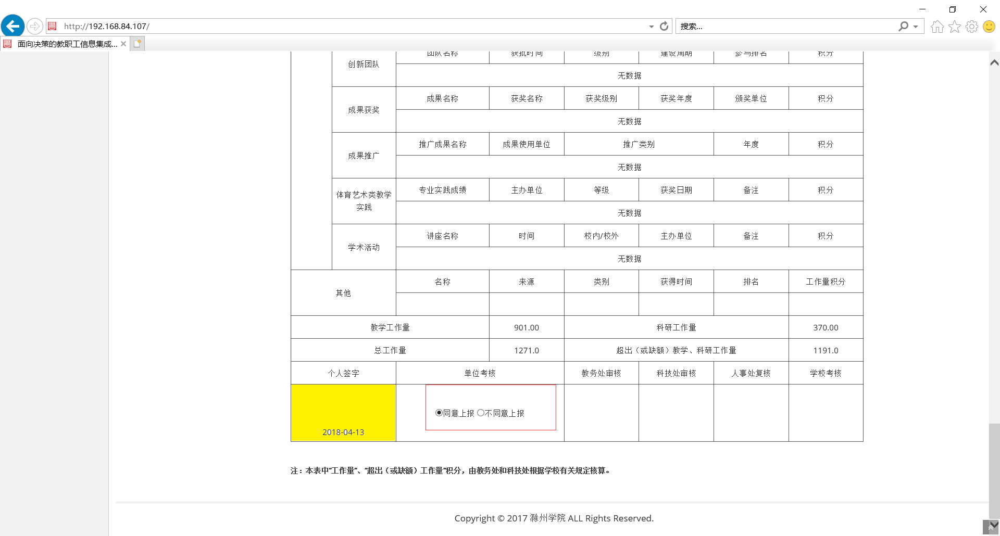 http://192.168.84.107/
搜索...
面向决策的教职工信息集成...
创新团队
团队名称 获批时间 级别 建设周期 参与排名 积分
无数据
成果获奖
成果名称 获奖名称 获奖级别 获奖年度 颁奖单位 积分
无数据
成果推广
推广成果名称 成果使用单位 推广类别 年度 积分
无数据
体育艺术类教学
实践
专业实践成绩 主办单位 等级 获奖日期 备注 积分
无数据
学术活动
讲座名称 时间 校内/校外 主办单位 备注 积分
无数据
其他
名称 来源 类别 获得时间 排名 工作量积分
教学工作量 901.00 科研工作量 370.00
总工作量 1271.0 超出（或缺额）教学、科研工作量 1191.0
个人签字 单位考核 教务处审核 科技处审核 人事处复核 学校考核
同意上报 不同意上报
2018-04-13
注：本表中“工作量”、“超出（或缺额）工作量”积分，由教务处和科技处根据学校有关规定核算。
Copyright © 2017 滁州学院 ALL Rights Reserved.